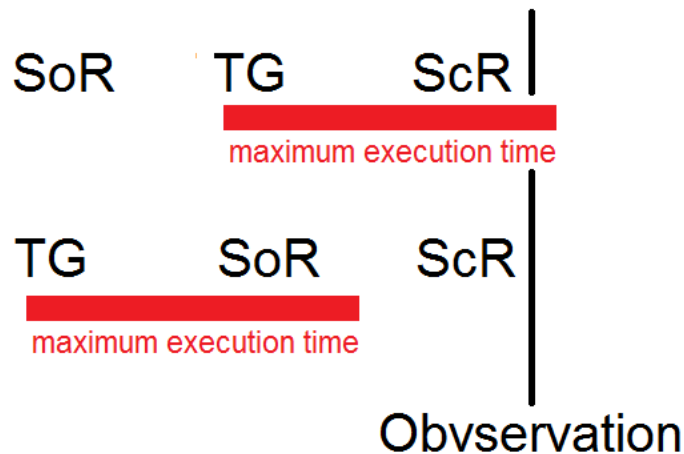 SoR TG ScR
maximum execution time
TG SoR ScR
maximum execution time
Obvservation